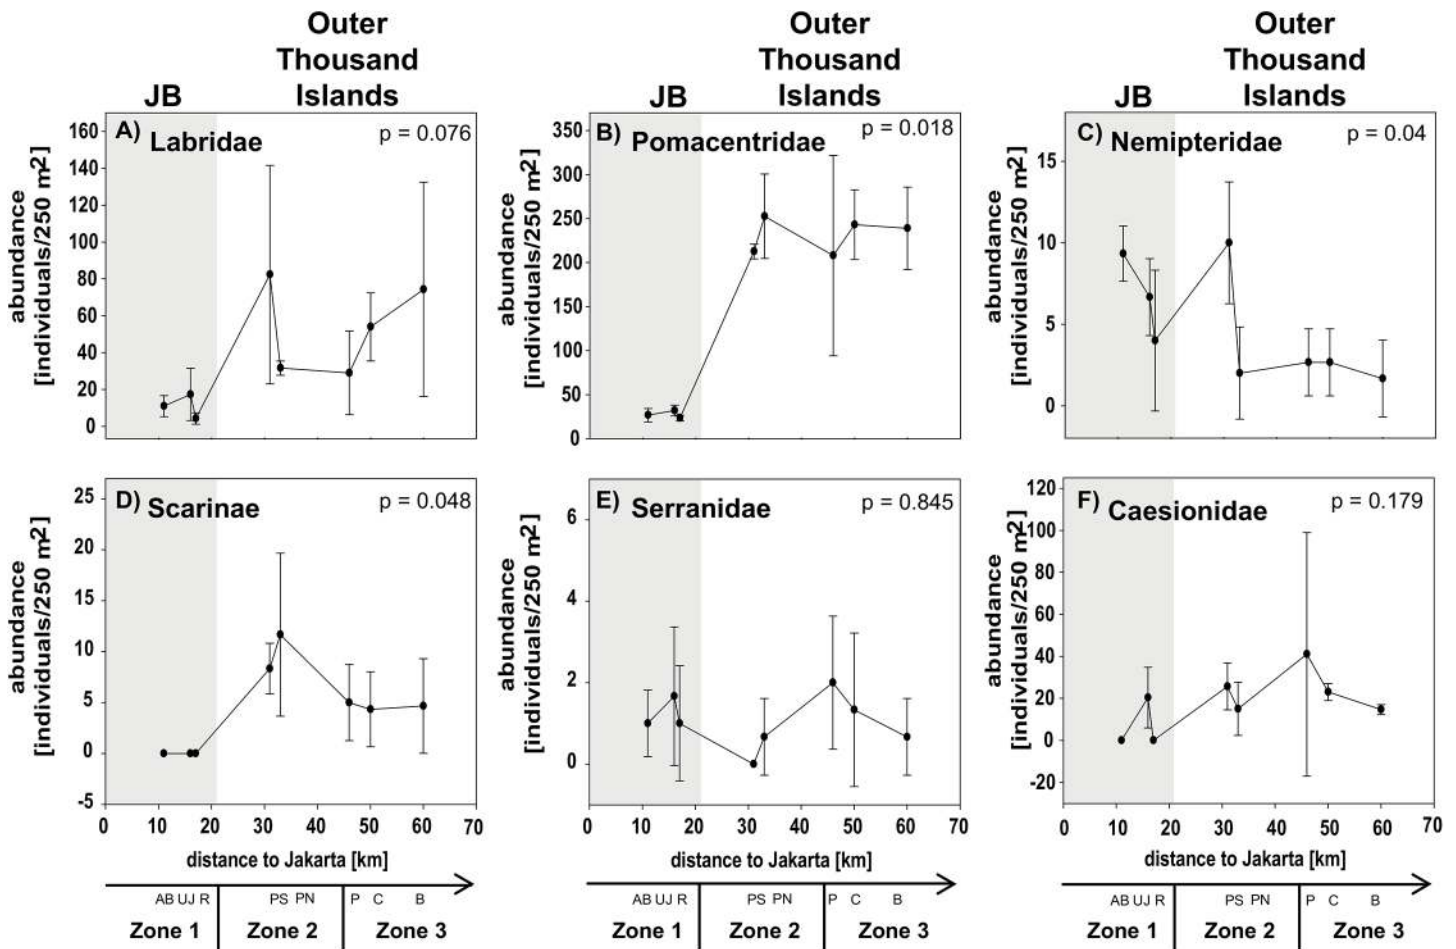 Outer
Thousand
JB Islands
Outer
Thousand
JB Islands
Outer
Thousand
JB Islands
A) Labridae p = 0.076
160
140
120
100
80
60
40
20
0
abundance
[individuals/250 m2]
B) Pomacentridae p = 0.018
350
300
250
200
150
100
50
0
abundance
[individuals/250 m2]
C) Nemipteridae p = 0.04
15
10
5
0
abundance
[individuals/250 m2]
D) Scarinae p = 0.048
25
20
15
10
5
0
-5
abundance
[individuals/250 m2]
0 10 20 30 40 50 60 70
distance to Jakarta [km]
E) Serranidae p = 0.845
6
4
2
0
abundance
[individuals/250 m2]
0 10 20 30 40 50 60 70
distance to Jakarta [km]
F) Caesionidae p = 0.179
120
100
80
60
40
20
0
-20
abundance
[individuals/250 m2]
0 10 20 30 40 50 60 70
distance to Jakarta [km]
AB UJ R PS PN P C B
Zone 1 Zone 2 Zone 3
AB UJ R PS PN P C B
Zone 1 Zone 2 Zone 3
AB UJ R PS PN P C B
Zone 1 Zone 2 Zone 3